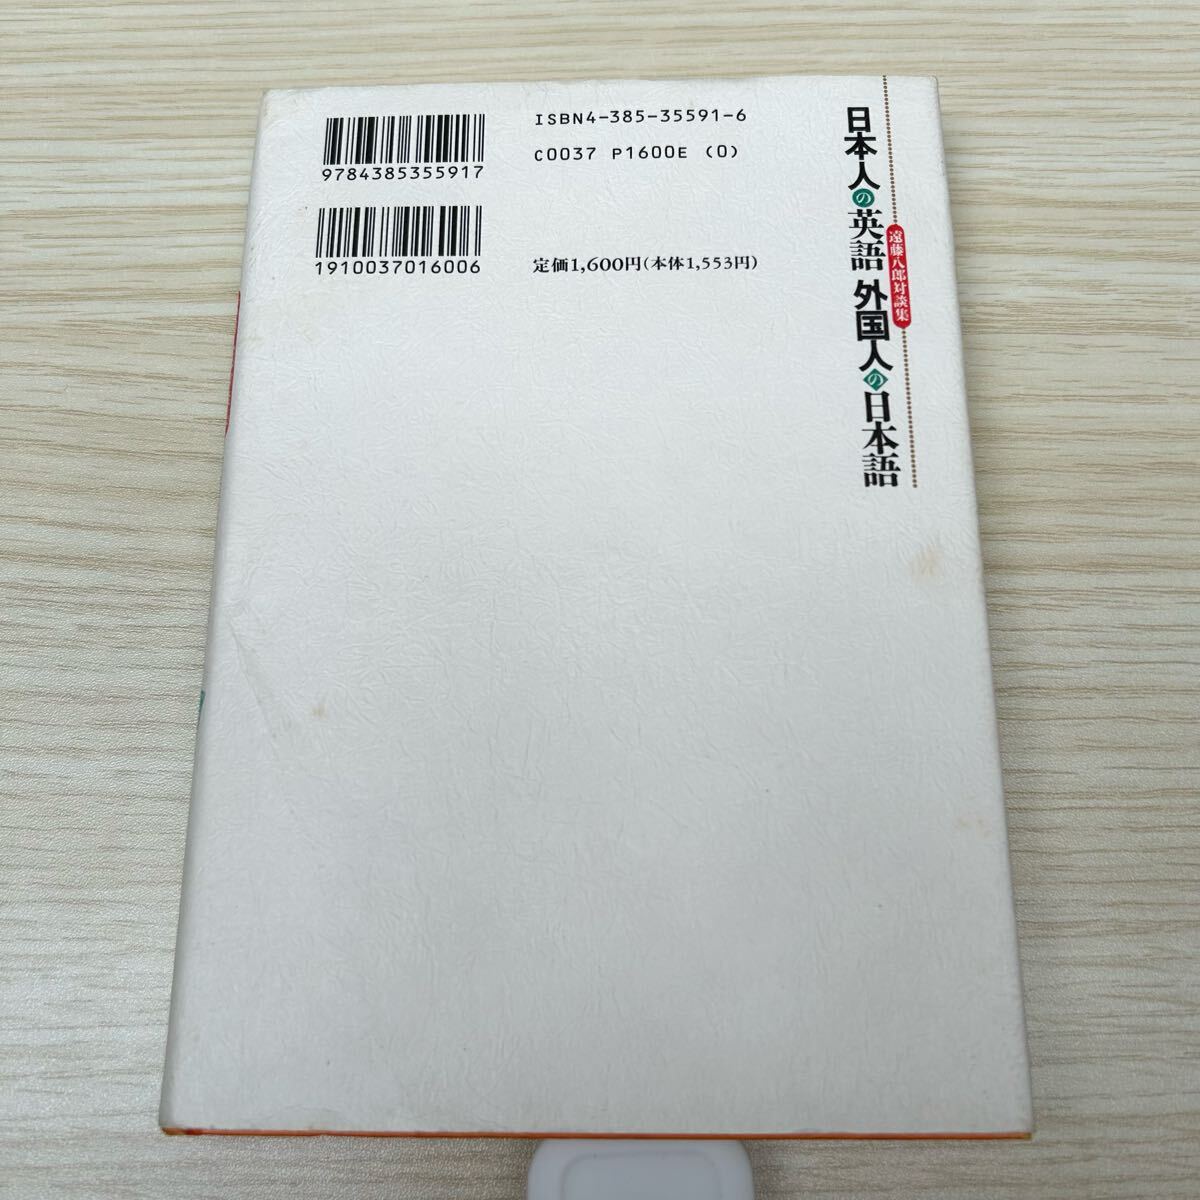 9784385355917
ISBN4-385-35591-6
C0037 P1600E (0)
1910037016006
定価1,600円(本体1,553円)
遠藤八郎対談集
日本人の英語 外国人の日本語